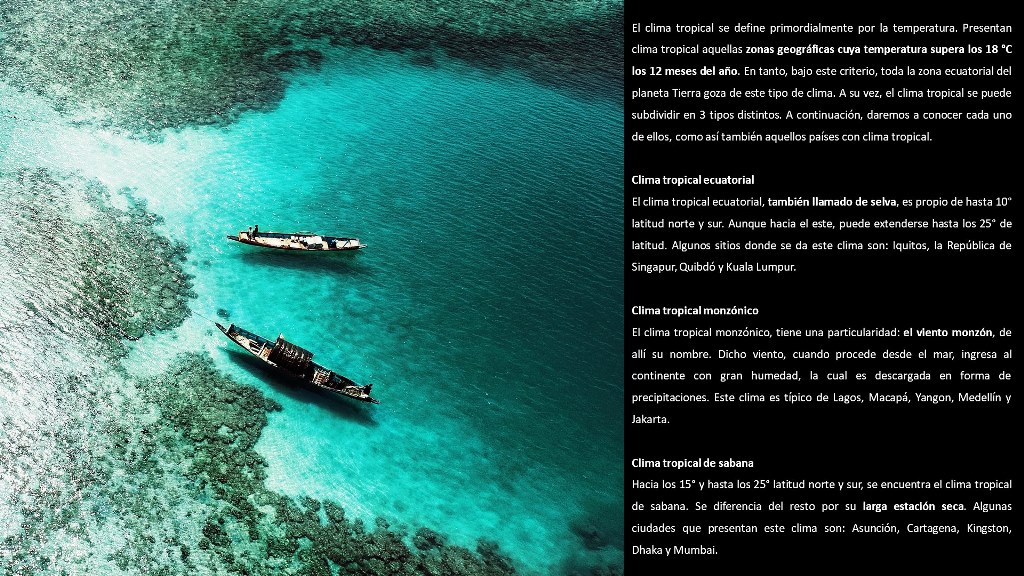 El clima tropical se define primordialmente por la temperatura. Presentan
clima tropical aquellas zonas geográficas cuya temperatura supera los 18 °C
los 12 meses del año. En tanto, bajo este criterio, toda la zona ecuatorial del
planeta Tierra goza de este tipo de clima. A su vez, el clima tropical se puede
subdividir en 3 tipos distintos. A continuación, daremos a conocer cada uno
de ellos, como así también aquellos países con clima tropical.
Clima tropical ecuatorial
El clima tropical ecuatorial, también llamado de selva, es propio de hasta 10°
latitud norte y sur. Aunque hacia el este, puede extenderse hasta los 25° de
latitud. Algunos sitios donde se da este clima son: Iquitos, la República de
Singapur, Quibdó y Kuala Lumpur.
Clima tropical monzónico
El clima tropical monzónico, tiene una particularidad: el viento monzón, de
allí su nombre. Dicho viento, cuando procede desde el mar, ingresa al
continente con gran humedad, la cual es descargada en forma de
precipitaciones. Este clima es típico de Lagos, Macapá, Yangon, Medellín y
Jakarta.
Clima tropical de sabana
Hacia los 15° y hasta los 25° latitud norte y sur, se encuentra el clima tropical
de sabana. Se diferencia del resto por su larga estación seca. Algunas
ciudades que presentan este clima son: Asunción, Cartagena, Kingston,
Dhaka y Mumbai.